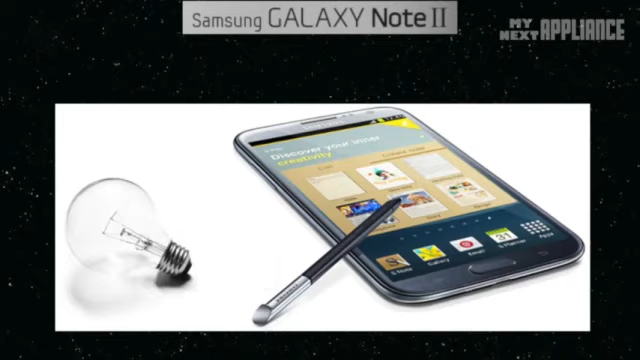 Samsung GALAXY Note II
MY
NEXT APPLIANCE
Discover your inner
creativity
S Note
Gallery
Email
S Planner
Apps